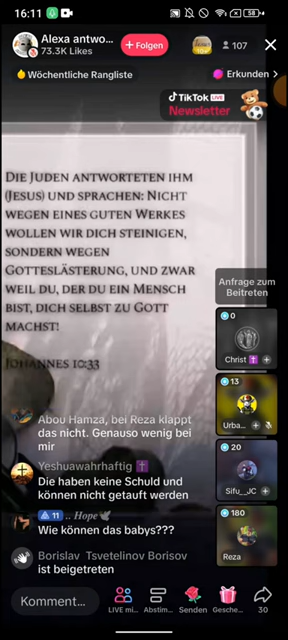 16:11
58
Alexa antwo...
73.3K Likes
+ Folgen
107
Wöchentliche Rangliste
Erkunden >
TikTok LIVE
Newsletter
Die Juden antworteten ihm
(Jesus) und sprachen: Nicht
wegen eines guten Werkes
wollen wir dich steinigen,
sondern wegen
Gotteslästerung, und zwar
weil du, der du ein Mensch
bist, dich selbst zu Gott
machst!
Johannes 10:33
Anfrage zum
Beitreten
0
Christ
13
Urba...
20
Sifu_JC
180
Reza
Abou Hamza, bei Reza klappt
das nicht. Genauso wenig bei
mir
Yeshuawahrhaftig
Die haben keine Schuld und
können nicht getauft werden
11 .. Hope
Wie können das babys???
Borislav Tsvetelinov Borisov
ist beigetreten
Komment...
LIVE mi...
Abstim...
Senden
Gesche...
30